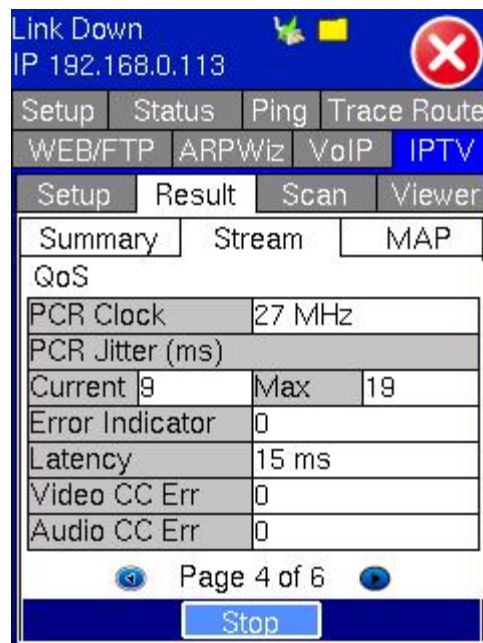 Link Down
IP 192.168.0.113
Setup Status Ping Trace Route
WEB/FTP ARPWiz VoIP IPTV
Setup Result Scan Viewer
Summary Stream MAP
QoS
PCR Clock 27 MHz
PCR Jitter (ms)
Current 9 Max 19
Error Indicator 0
Latency 15 ms
Video CC Err 0
Audio CC Err 0
Page 4 of 6
Stop